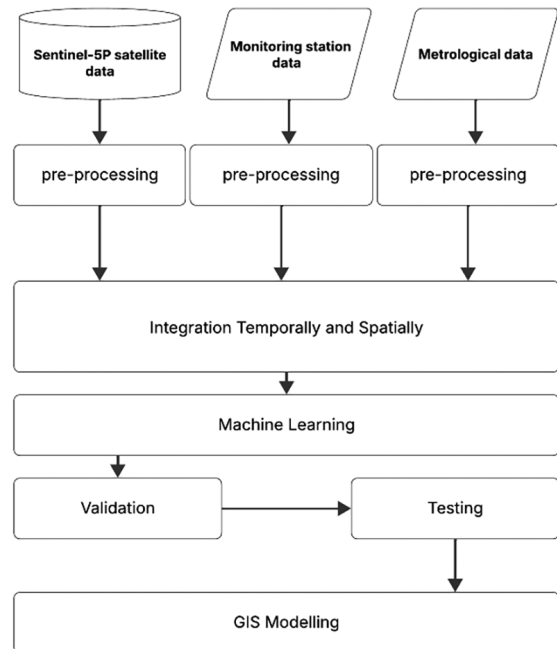 Sentinel-5P satellite
data
Monitoring station
data
Metrological data
pre-processing
pre-processing
pre-processing
Integration Temporally and Spatially
Machine Learning
Validation
Testing
GIS Modelling